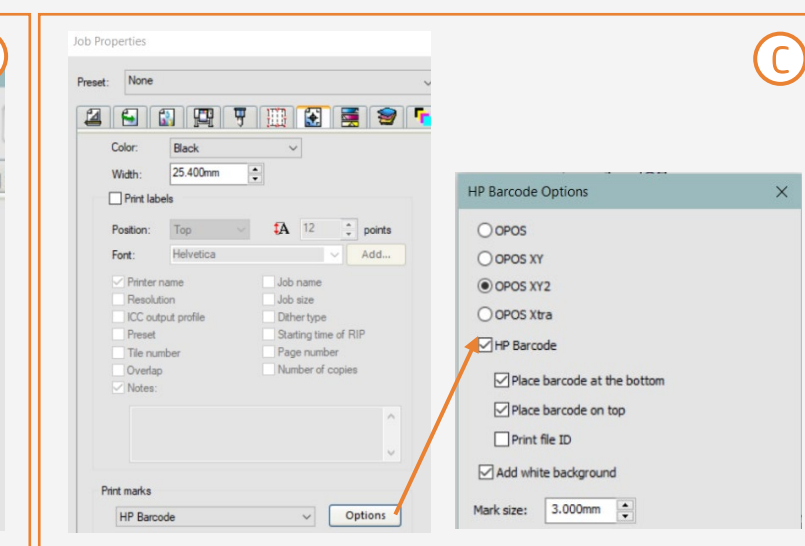 C
Job Properties
Preset: None
Color: Black
Width: 25.400mm
Print labels
Position: Top A 12 points
Font: Helvetica Add...
Printer name Job name
Resolution Job size
ICC output profile Dither type
Preset Starting time of RIP
Tile number Page number
Overlap Number of copies
Notes:
Print marks
HP Barcode Options
HP Barcode Options
OPOS
OPOS XY
OPOS XY2
OPOS Xtra
HP Barcode
Place barcode at the bottom
Place barcode on top
Print file ID
Add white background
Mark size: 3.000mm